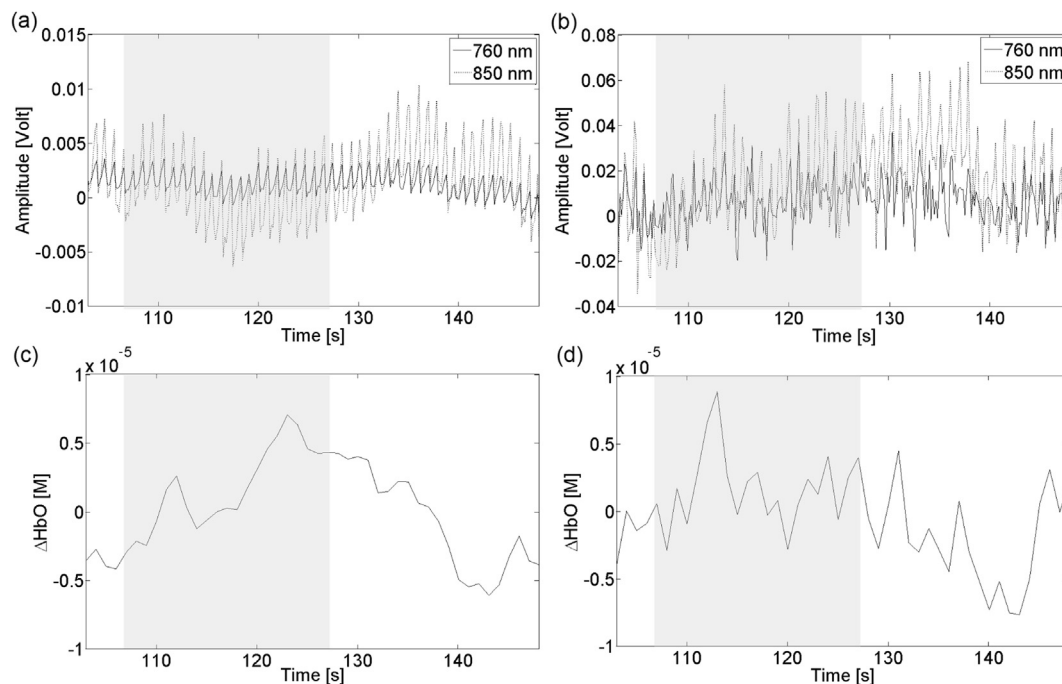 (a)
0.015
0.01
0.005
0
-0.005
-0.01
Amplitude [Volt]
760 nm
850 nm
110 120 130 140
Time [s]
(b)
0.08
0.06
0.04
0.02
0
-0.02
-0.04
Amplitude [Volt]
760 nm
850 nm
110 120 130 140
Time [s]
(c)
x 10-5
1
0.5
0
-0.5
-1
ΔHbO [M]
110 120 130 140
Time [s]
(d)
x 10-5
1
0.5
0
-0.5
-1
ΔHbO [M]
110 120 130 140
Time [s]